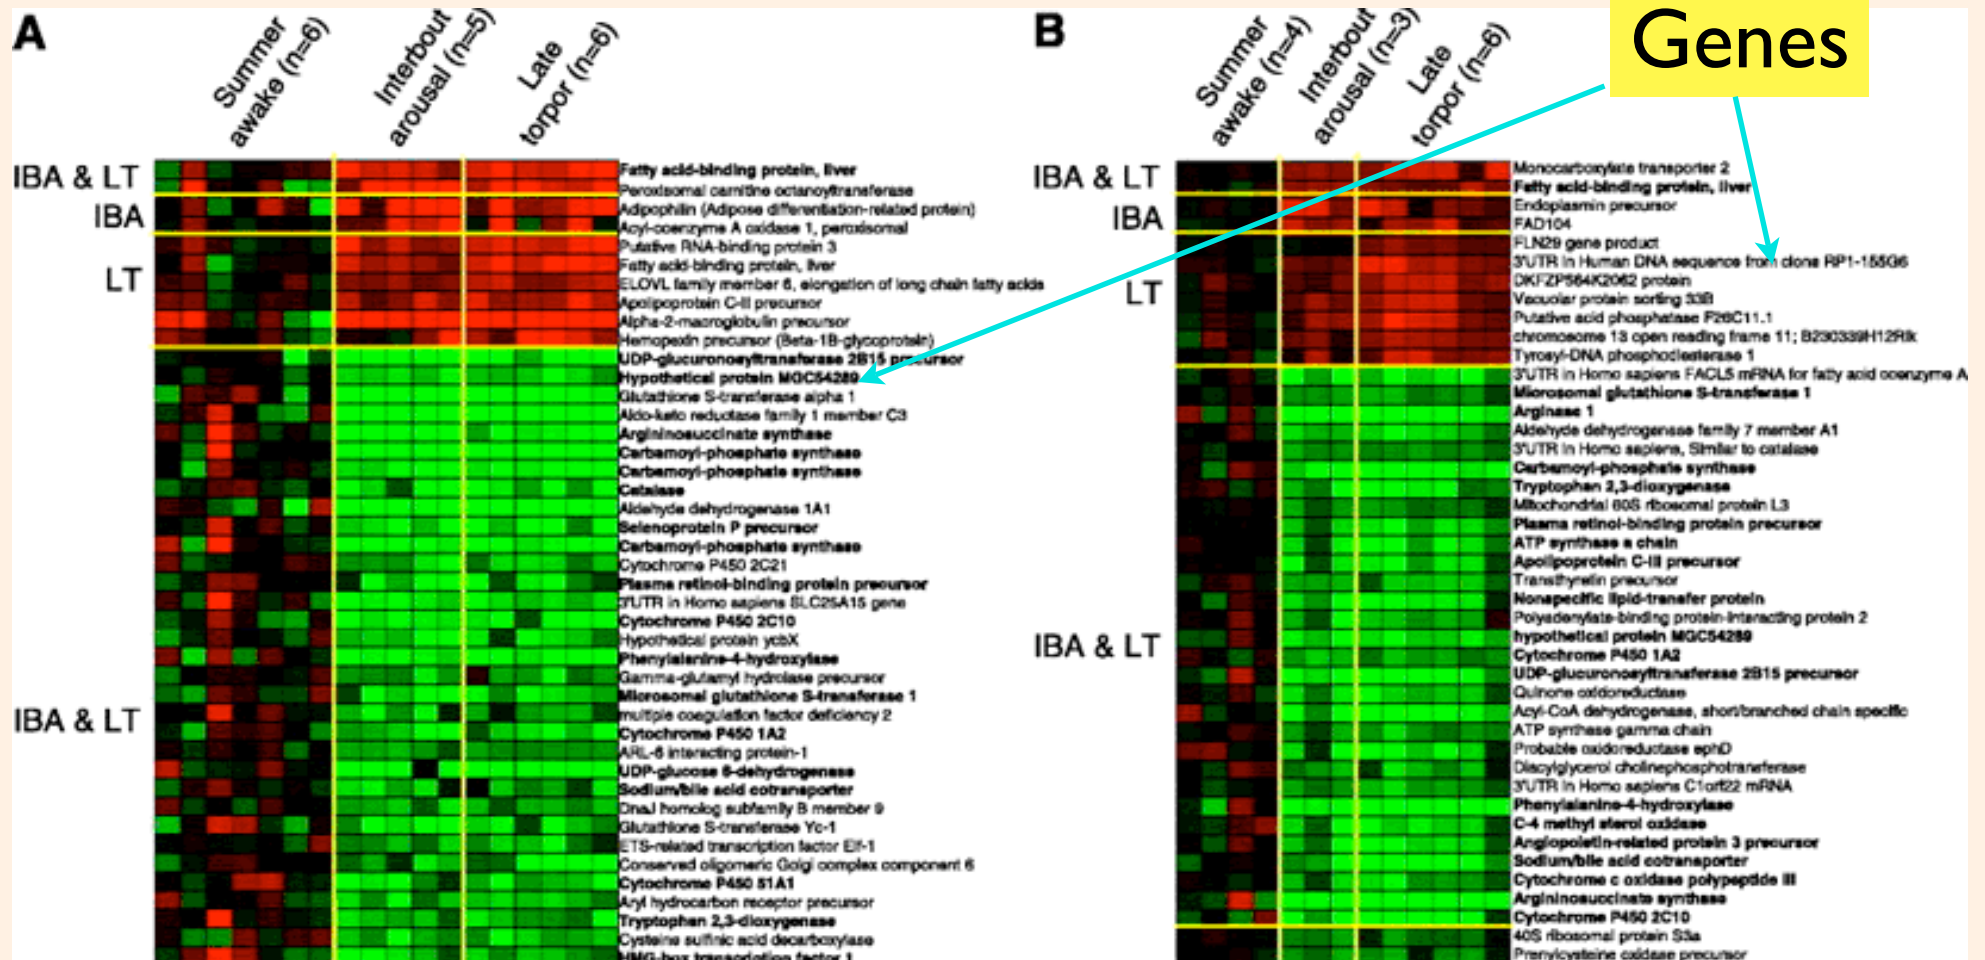 A
Summer
awake (n=6)
Interbout
arousal (n=5)
Late
torpor (n=6)
IBA & LT
IBA
LT
IBA & LT
Fatty acid-binding protein, liver
Peroxisomal carnitine octanoyltransferase
Adipophilin (Adipose differentiation-related protein)
Acyl-coenzyme A oxidase 1, peroxisomal
Putative RNA-binding protein 3
Fatty acid-binding protein, liver
ELOVL family member 6, elongation of long chain fatty acids
Apolipoprotein C-II precursor
Alpha-2-macroglobulin precursor
Hemopexin precursor (Beta-1B-glycoprotein)
UDP-glucuronosyltransferase 2B15 precursor
Hypothetical protein MGC54289
Glutathione S-transferase alpha 1
Aldo-keto reductase family 1 member C3
Argininosuccinate synthase
Carbamoyl-phosphate synthase
Carbamoyl-phosphate synthase
Catalase
Aldehyde dehydrogenase 1A1
Selenoprotein P precursor
Carbamoyl-phosphate synthase
Cytochrome P450 2C21
Plasma retinol-binding protein precursor
3'UTR in Homo sapiens SLC25A15 gene
Cytochrome P450 2C10
Hypothetical protein ycbX
Phenylalanine-4-hydroxylase
Gamma-glutamyl hydrolase precursor
Microsomal glutathione S-transferase 1
multiple coagulation factor deficiency 2
Cytochrome P450 1A2
ARL-6 interacting protein-1
UDP-glucose 6-dehydrogenase
Sodium/bile acid cotransporter
DnaJ homolog subfamily B member 9
Glutathione S-transferase Yc-1
ETS-related transcription factor Elf-1
Conserved oligomeric Golgi complex component 6
Cytochrome P450 51A1
Aryl hydrocarbon receptor precursor
Tryptophan 2,3-dioxygenase
Cysteine sulfinic acid decarboxylase
HMG-box transcription factor 1
B
Summer
awake (n=4)
Interbout
arousal (n=3)
Late
torpor (n=6)
Genes
IBA & LT
IBA
LT
IBA & LT
Monocarboxylate transporter 2
Fatty acid-binding protein, liver
Endoplasmin precursor
FAD104
FLN29 gene product
3'UTR in Human DNA sequence from clone RP1-155G6
DKFZP564K2062 protein
Vacuolar protein sorting 33B
Putative acid phosphatase F26C11.1
chromosome 13 open reading frame 11; B230339H12Rik
Tyrosyl-DNA phosphodiesterase 1
3'UTR in Homo sapiens FACL5 mRNA for fatty acid coenzyme A
Microsomal glutathione S-transferase 1
Arginase 1
Aldehyde dehydrogenase family 7 member A1
3'UTR in Homo sapiens, Similar to catalase
Carbamoyl-phosphate synthase
Tryptophan 2,3-dioxygenase
Mitochondrial 60S ribosomal protein L3
Plasma retinol-binding protein precursor
ATP synthase a chain
Apolipoprotein C-III precursor
Transthyretin precursor
Nonspecific lipid-transfer protein
Polyadenylate-binding protein-interacting protein 2
hypothetical protein MGC54289
Cytochrome P450 1A2
UDP-glucuronosyltransferase 2B15 precursor
Quinone oxidoreductase
Acyl-CoA dehydrogenase, short/branched chain specific
ATP synthase gamma chain
Probable oxidoreductase ephD
Diacylglycerol cholinephosphotransferase
3'UTR in Homo sapiens C1orf22 mRNA
Phenylalanine-4-hydroxylase
C-4 methyl sterol oxidase
Angiopoietin-related protein 3 precursor
Sodium/bile acid cotransporter
Cytochrome c oxidase polypeptide III
Argininosuccinate synthase
Cytochrome P450 2C10
40S ribosomal protein S3a
Prenylcysteine oxidase precursor